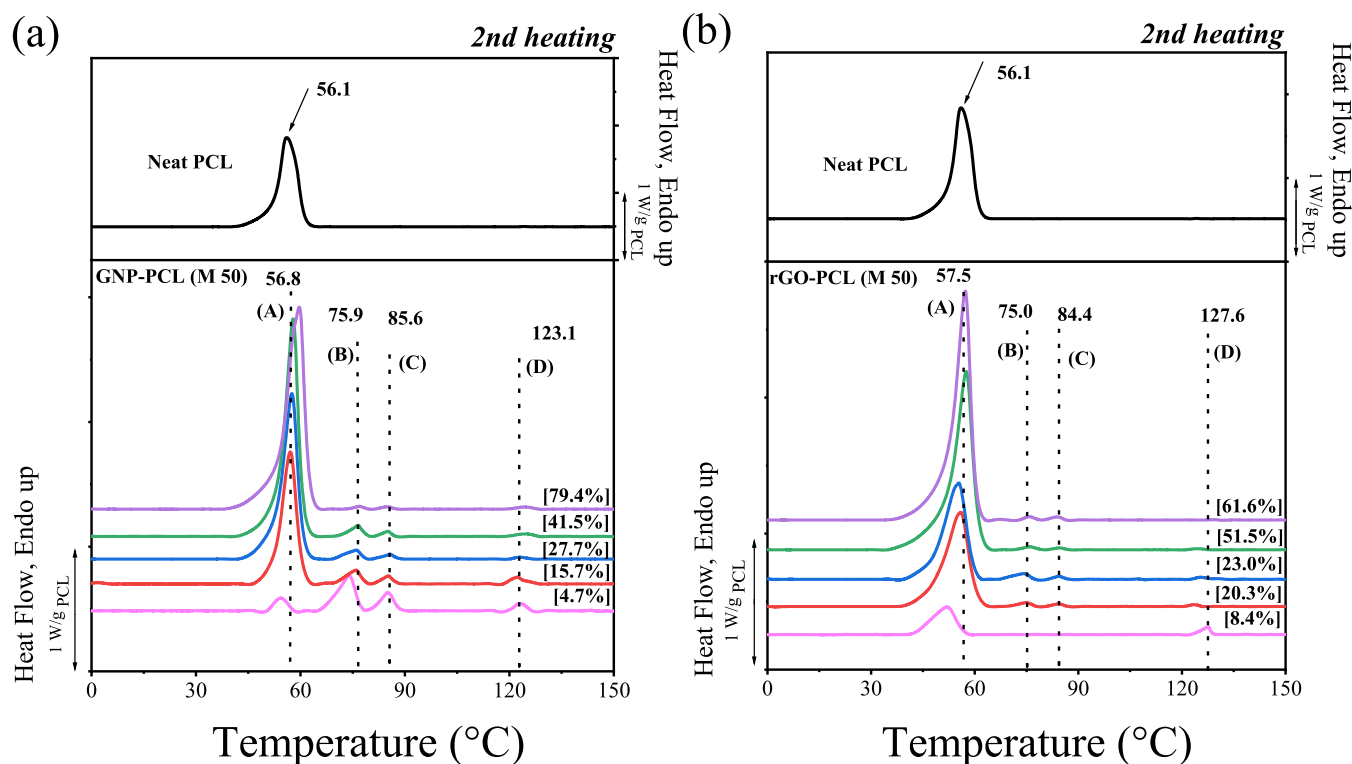 (a)
2nd heating
56.1
Neat PCL
Heat Flow, Endo up
1 W/g PCL
GNP-PCL (M 50)
56.8
(A)
75.9
85.6
123.1
(B)
(C)
(D)
[79.4%]
[41.5%]
[27.7%]
[15.7%]
[4.7%]
Heat Flow, Endo up
1 W/g PCL
0
30
60
90
120
150
Temperature (°C)
(b)
2nd heating
56.1
Neat PCL
Heat Flow, Endo up
1 W/g PCL
rGO-PCL (M 50)
57.5
(A)
75.0
84.4
127.6
(B)
(C)
(D)
[61.6%]
[51.5%]
[23.0%]
[20.3%]
[8.4%]
Heat Flow, Endo up
1 W/g PCL
0
30
60
90
120
150
Temperature (°C)